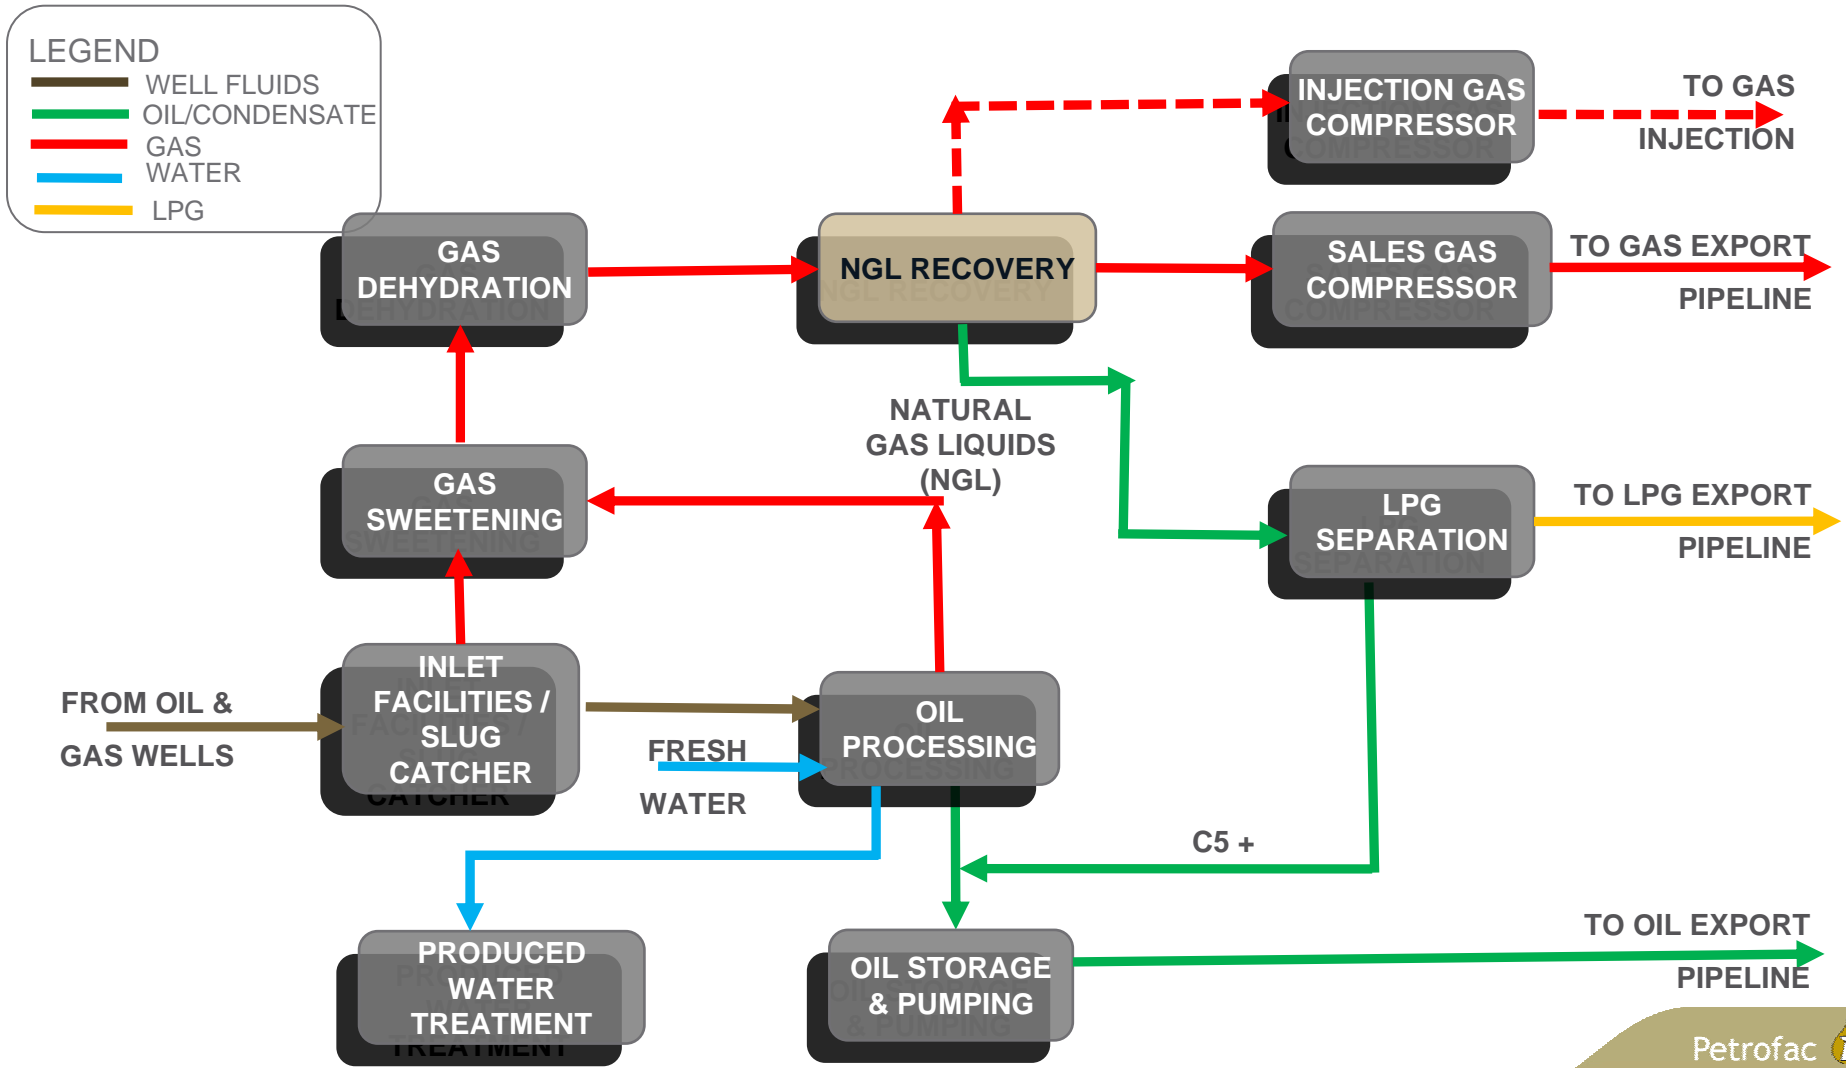 LEGEND
WELL FLUIDS
OIL/CONDENSATE
GAS
WATER
LPG
INJECTION GAS
COMPRESSOR
TO GAS
INJECTION
GAS
DEHYDRATION
NGL RECOVERY
SALES GAS
COMPRESSOR
TO GAS EXPORT
PIPELINE
NATURAL
GAS LIQUIDS
(NGL)
GAS
SWEETENING
LPG
SEPARATION
TO LPG EXPORT
PIPELINE
FROM OIL &
GAS WELLS
INLET
FACILITIES /
SLUG
CATCHER
FRESH
WATER
OIL
PROCESSING
C5 +
PRODUCED
WATER
TREATMENT
OIL STORAGE
& PUMPING
TO OIL EXPORT
PIPELINE
Petrofac